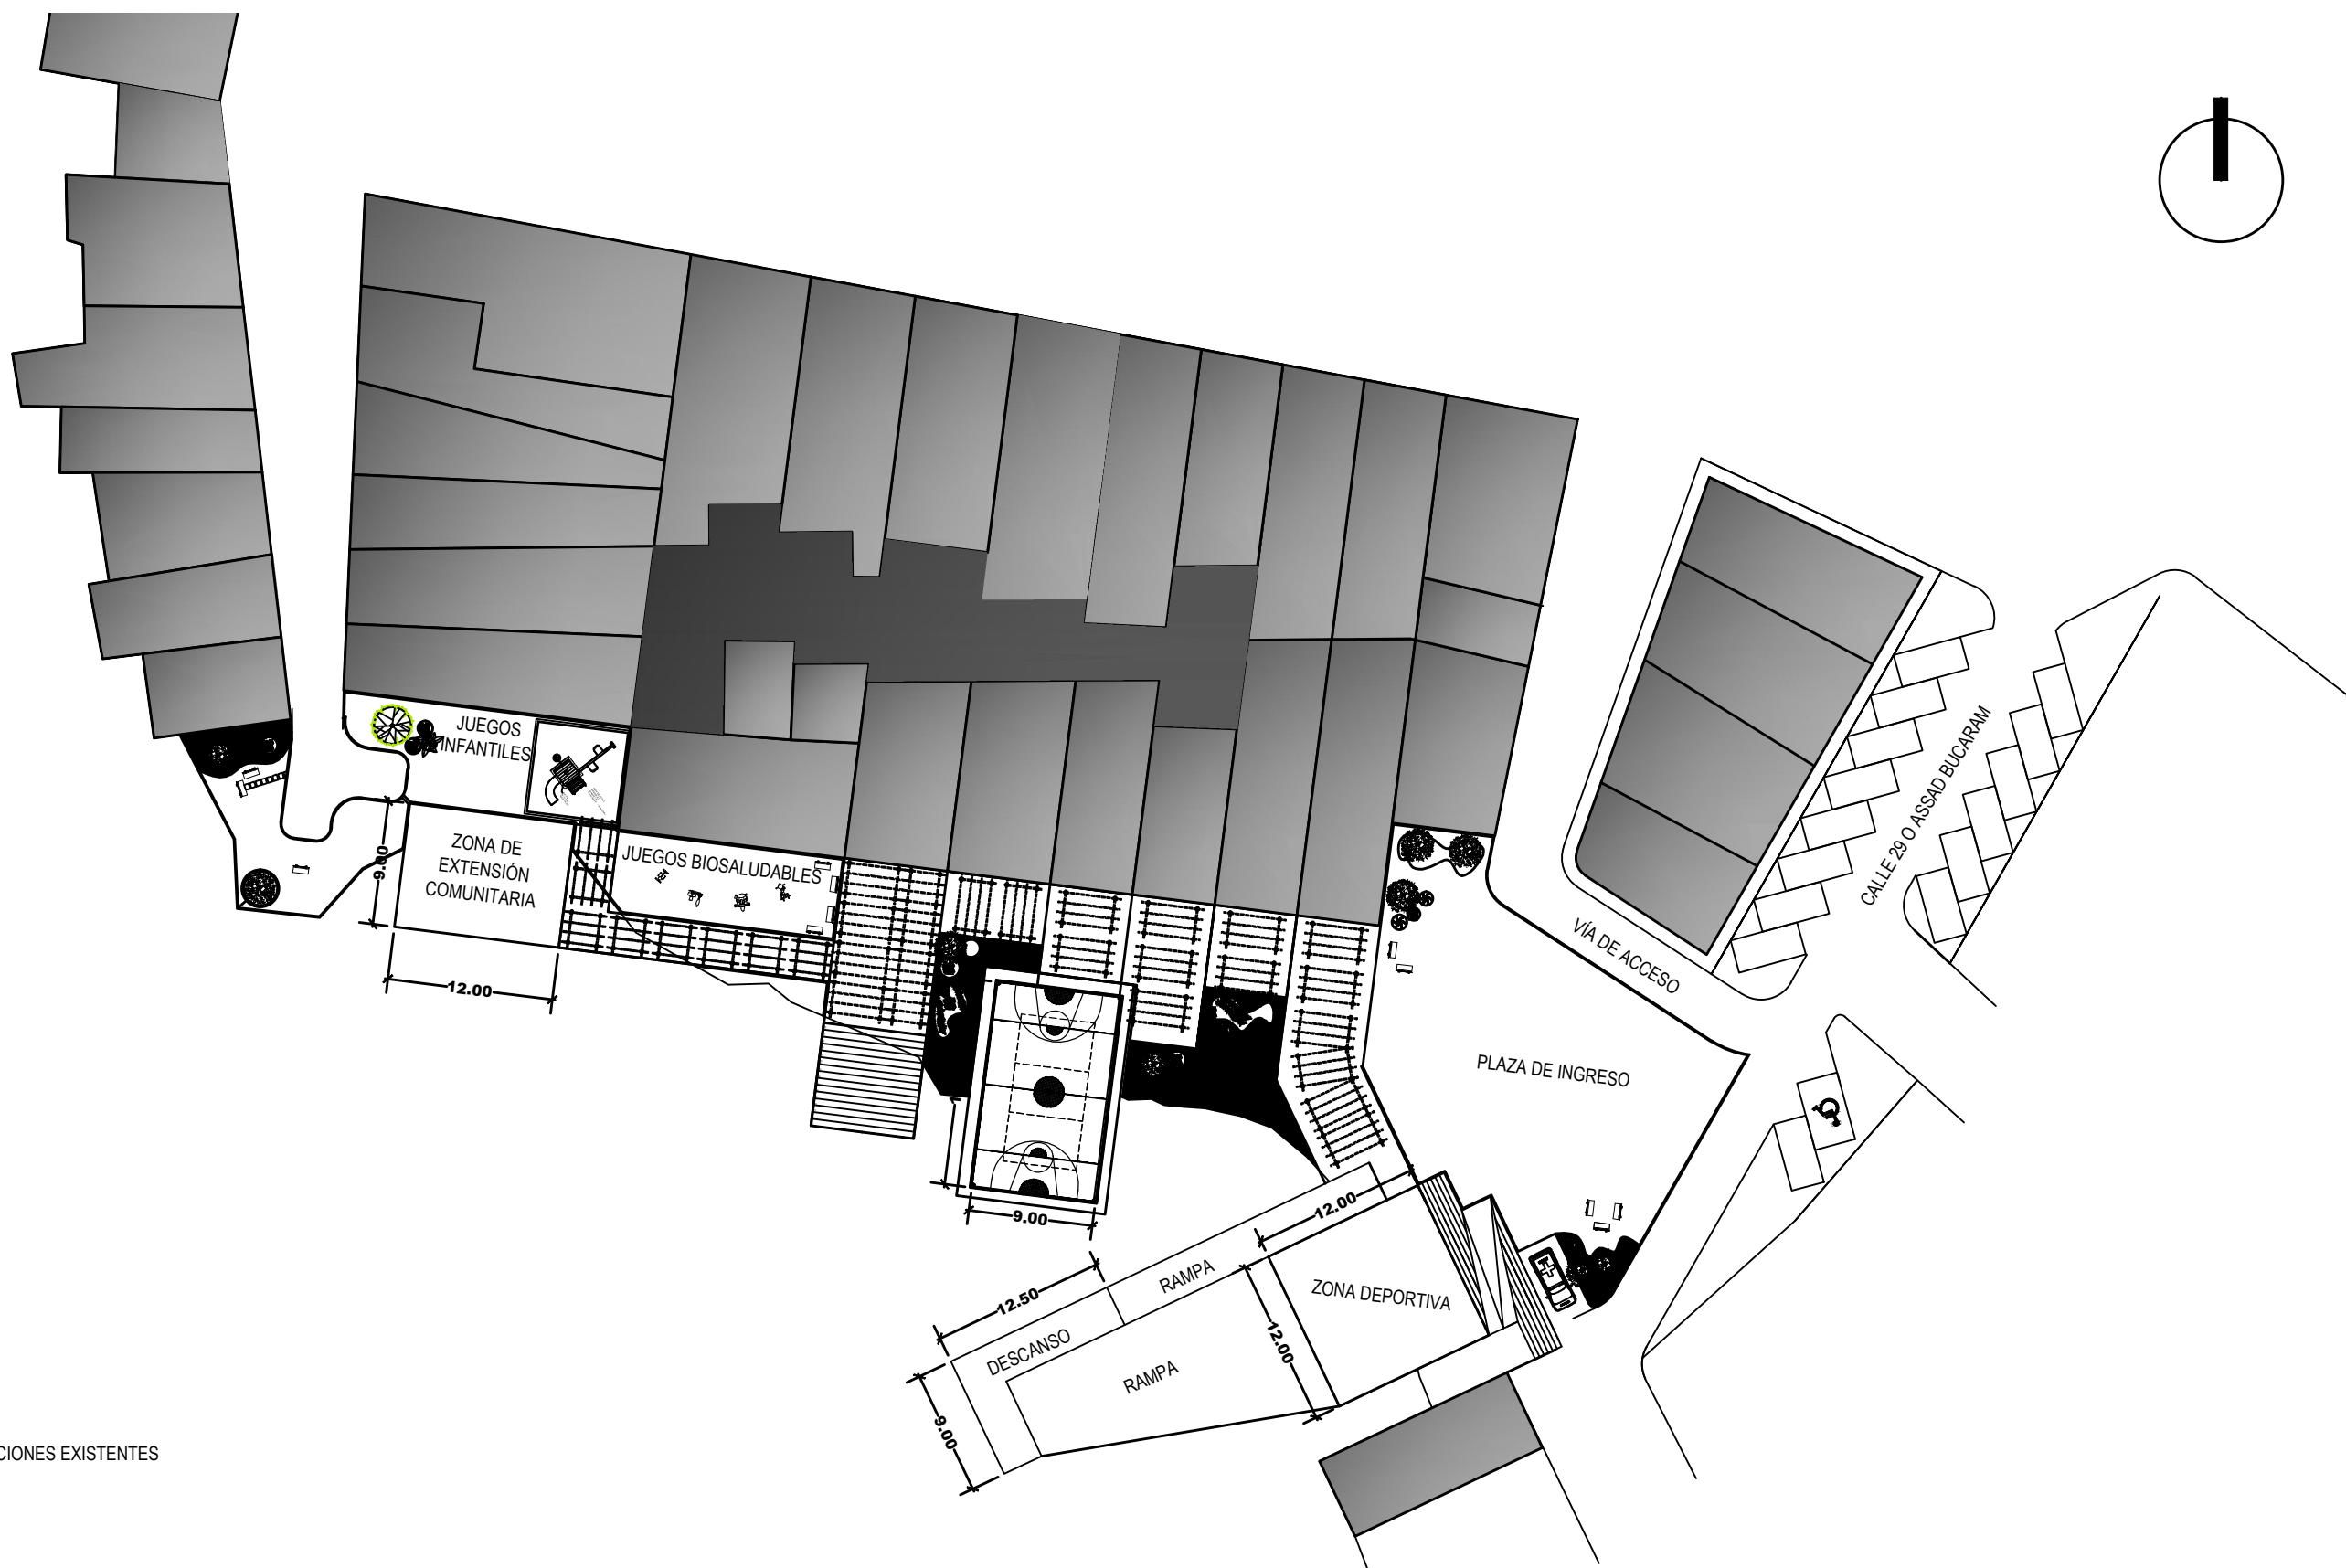 JUEGOS
INFANTILES
ZONA DE
EXTENSIÓN
COMUNITARIA
9.00
12.00
JUEGOS BIOSALUDABLES
VÍA DE ACCESO
CALLE 29 O ASSAD BUCARAM
PLAZA DE INGRESO
9.00
12.00
12.50
RAMPA
ZONA DEPORTIVA
DESCANSO
12.00
RAMPA
9.00
CIONES EXISTENTES